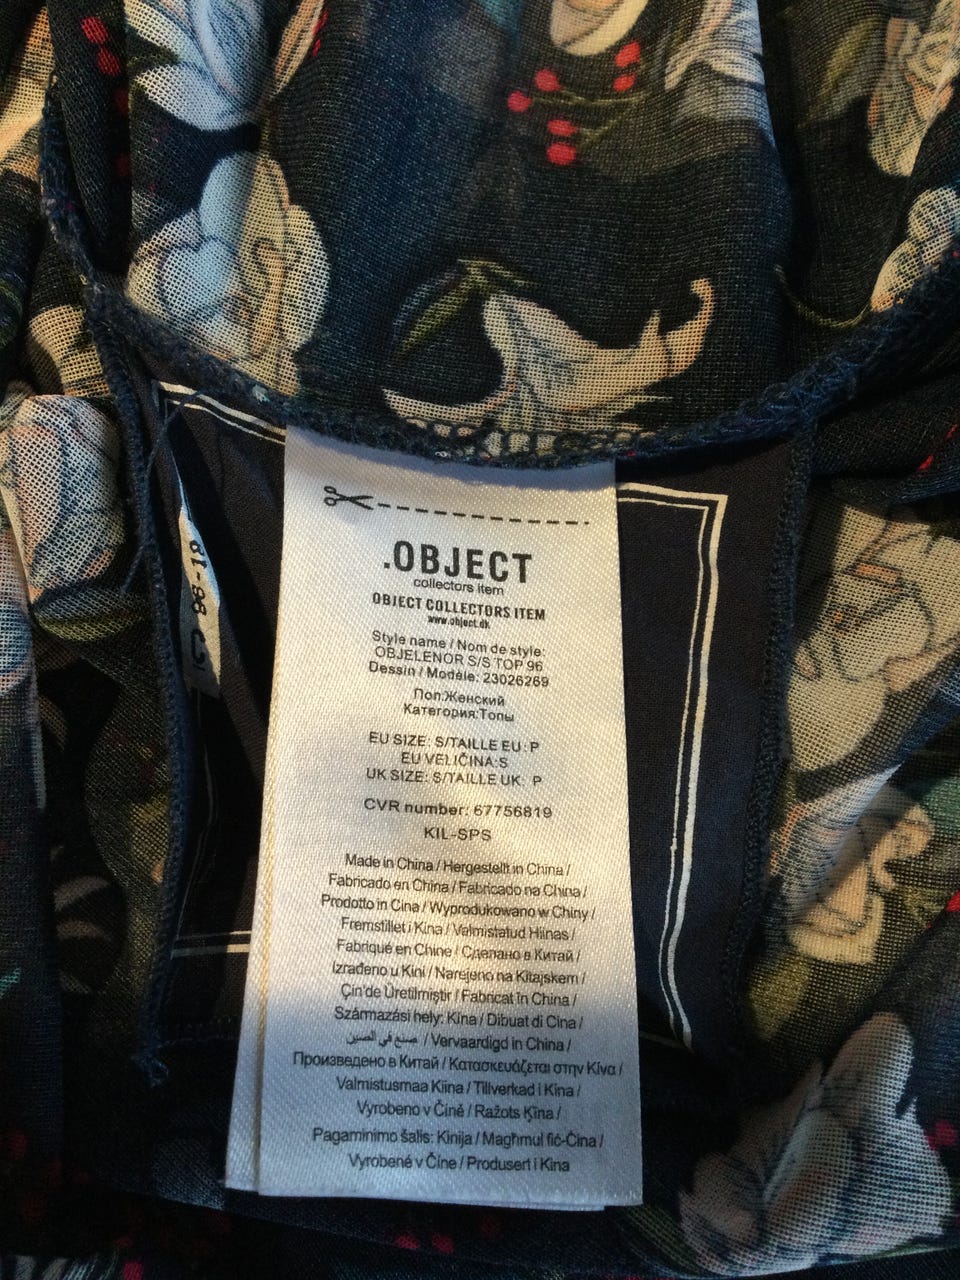 .OBJECT
collectors item
OBJECT COLLECTORS ITEM
www.object.dk
Style name / Nom de style:
OBJELENOR S/S TOP 96
Dessin / Modèle: 23026269
Пол:Женский
Категория:Топы
EU SIZE: S/TAILLE EU: P
EU VELIČINA:S
UK SIZE: S/TAILLE UK: P
CVR number: 67756819
KIL-SPS
Made in China / Hergestellt in China /
Fabricado en China / Fabricado na China /
Prodotto in Cina / Wyprodukowano w Chiny /
Fremstillet i Kina / Valmistatud Hiinas /
Fabriqué en Chine / Сделано в Китай /
Izrađeno u Kini / Narejeno na Kitajskem /
Çin'de Üretilmiştir / Fabricat în China /
Származási hely: Kína / Dibuat di Cina /
صنع في الصين / Vervaardigd in China /
Произведено в Китай / Κατασκευάζεται στην Κίνα /
Valmistusmaa Kiina / Tillverkad i Kina /
Vyrobeno v Číně / Ražots Ķīna /
Pagaminimo šalis: Kinija / Magħmul fiċ-Ċina /
Vyrobené v Číne / Produsert i Kina